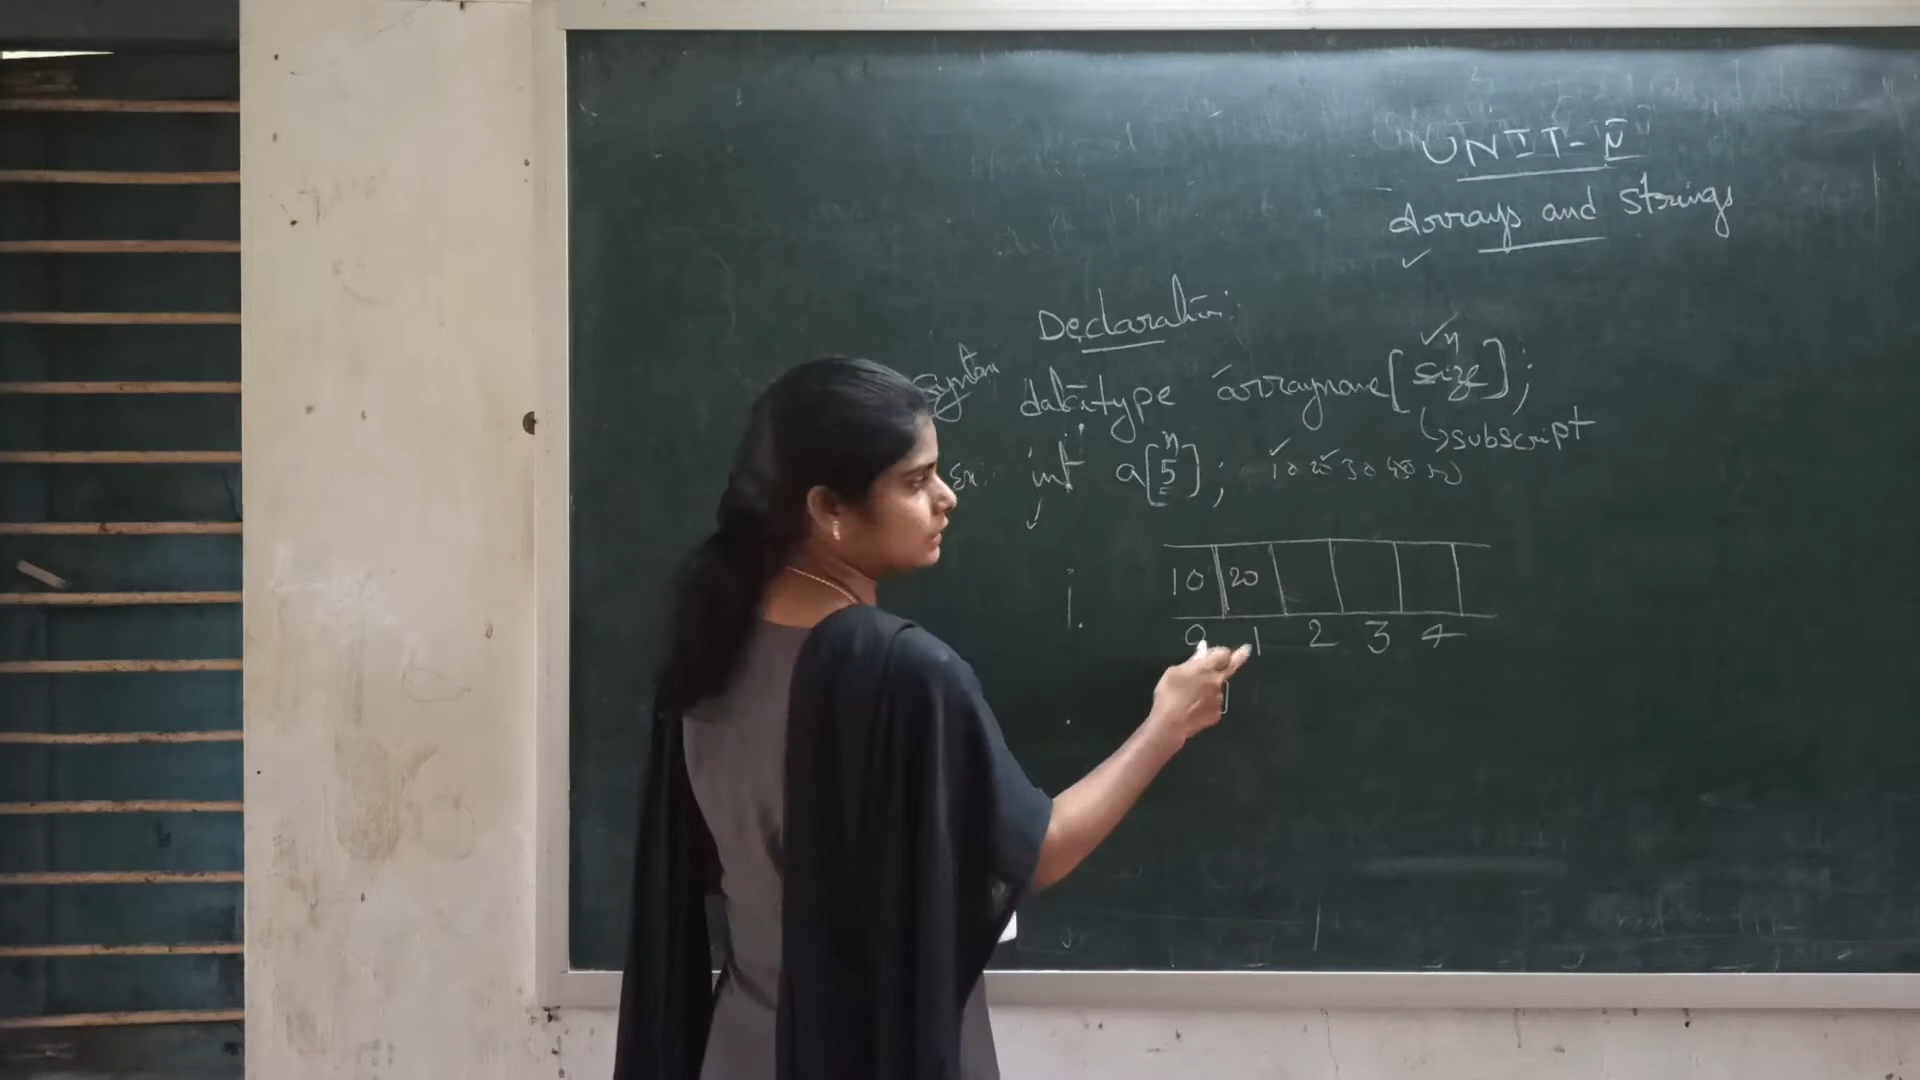 UNIT-IV
Arrays and Strings
Declaration:
Syntax datatype arrayname[size];
n
subscript
Ex: int a[5]; 10 20 30 40 50
n
10 20
0 1 2 3 4